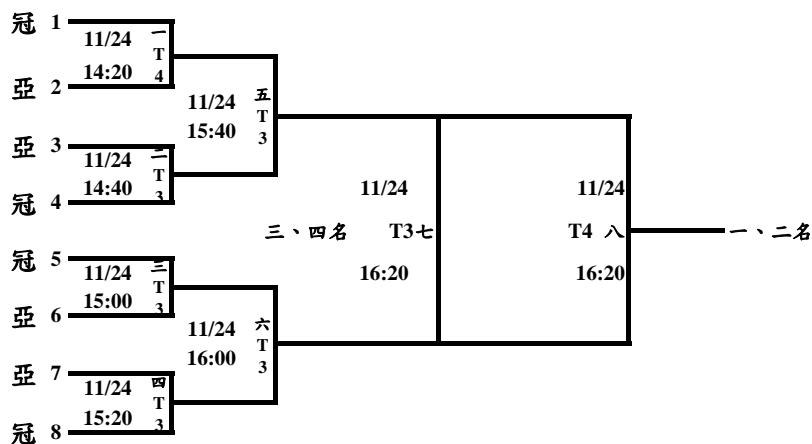 冠 1
11/24 一
T
14:20 4
亞 2
11/24 五
T
15:40 3
亞 3
11/24 二
T
14:40 3
冠 4
11/24
三、四名 T3七
16:20
11/24
T4 八
16:20
一、二名
冠 5
11/24 三
T
15:00 3
亞 6
11/24 六
T
16:00 3
亞 7
11/24 四
T
15:20 3
冠 8